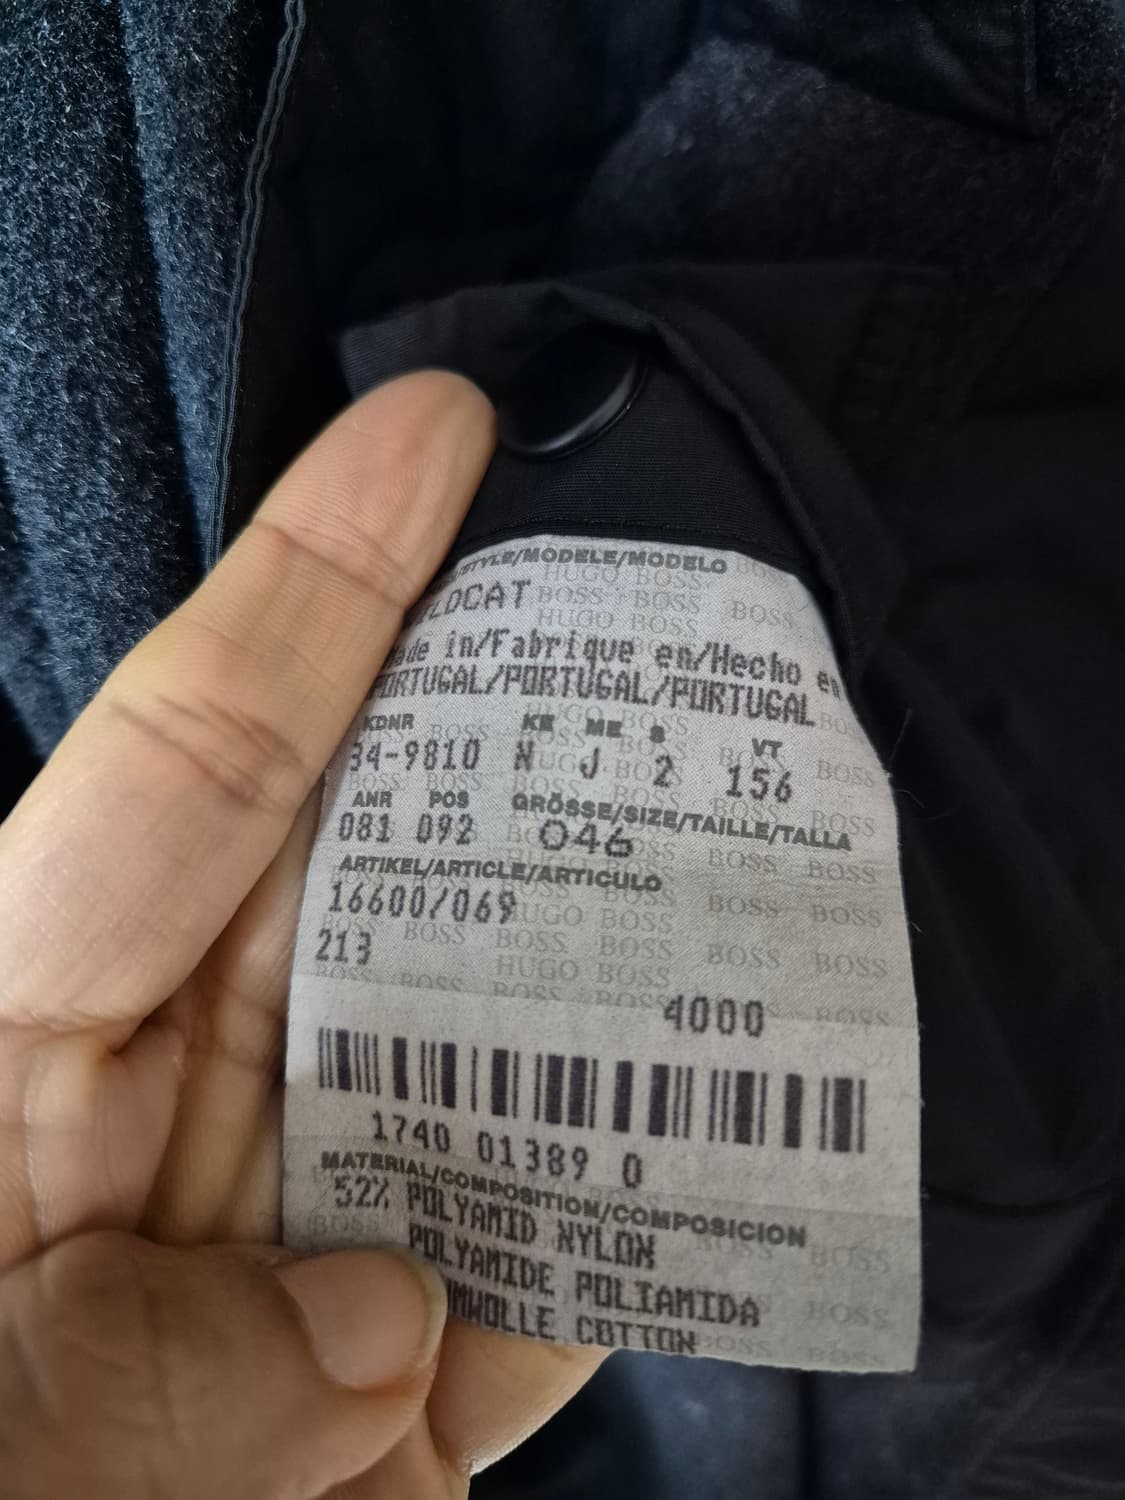 STYLE/MODÈLE/MODELO
Made in/Fabrique en/Hecho en
PORTUGAL/PORTUGAL/PORTUGAL
KDNR KE ME S VT
34-9810 N J 2 156
ANR POS GRÖSSE/SIZE/TAILLE/TALLA
081 092 046
ARTIKEL/ARTICLE/ARTICULO
16600/069
213
4000
1740 01389 0
MATERIAL/COMPOSITION/COMPOSICION
52% POLYAMID NYLON
POLYAMIDE POLIAMIDA
COTTON
HUGO BOSS